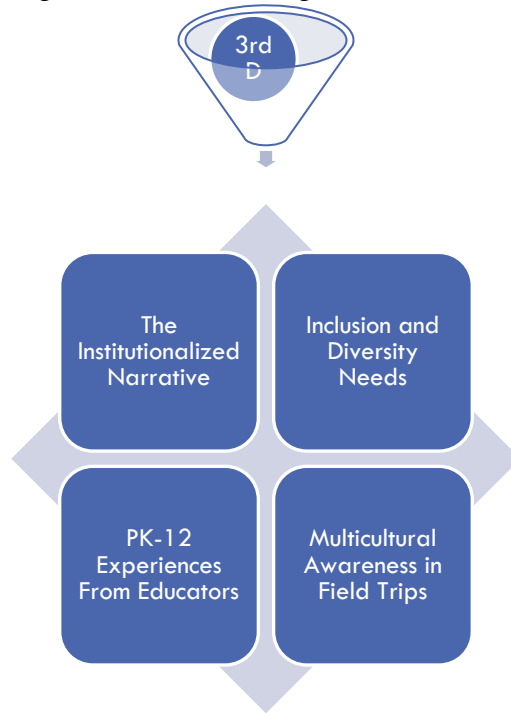 3rd
D
The
Institutionalized
Narrative
Inclusion and
Diversity
Needs
PK-12
Experiences
From Educators
Multicultural
Awareness in
Field Trips